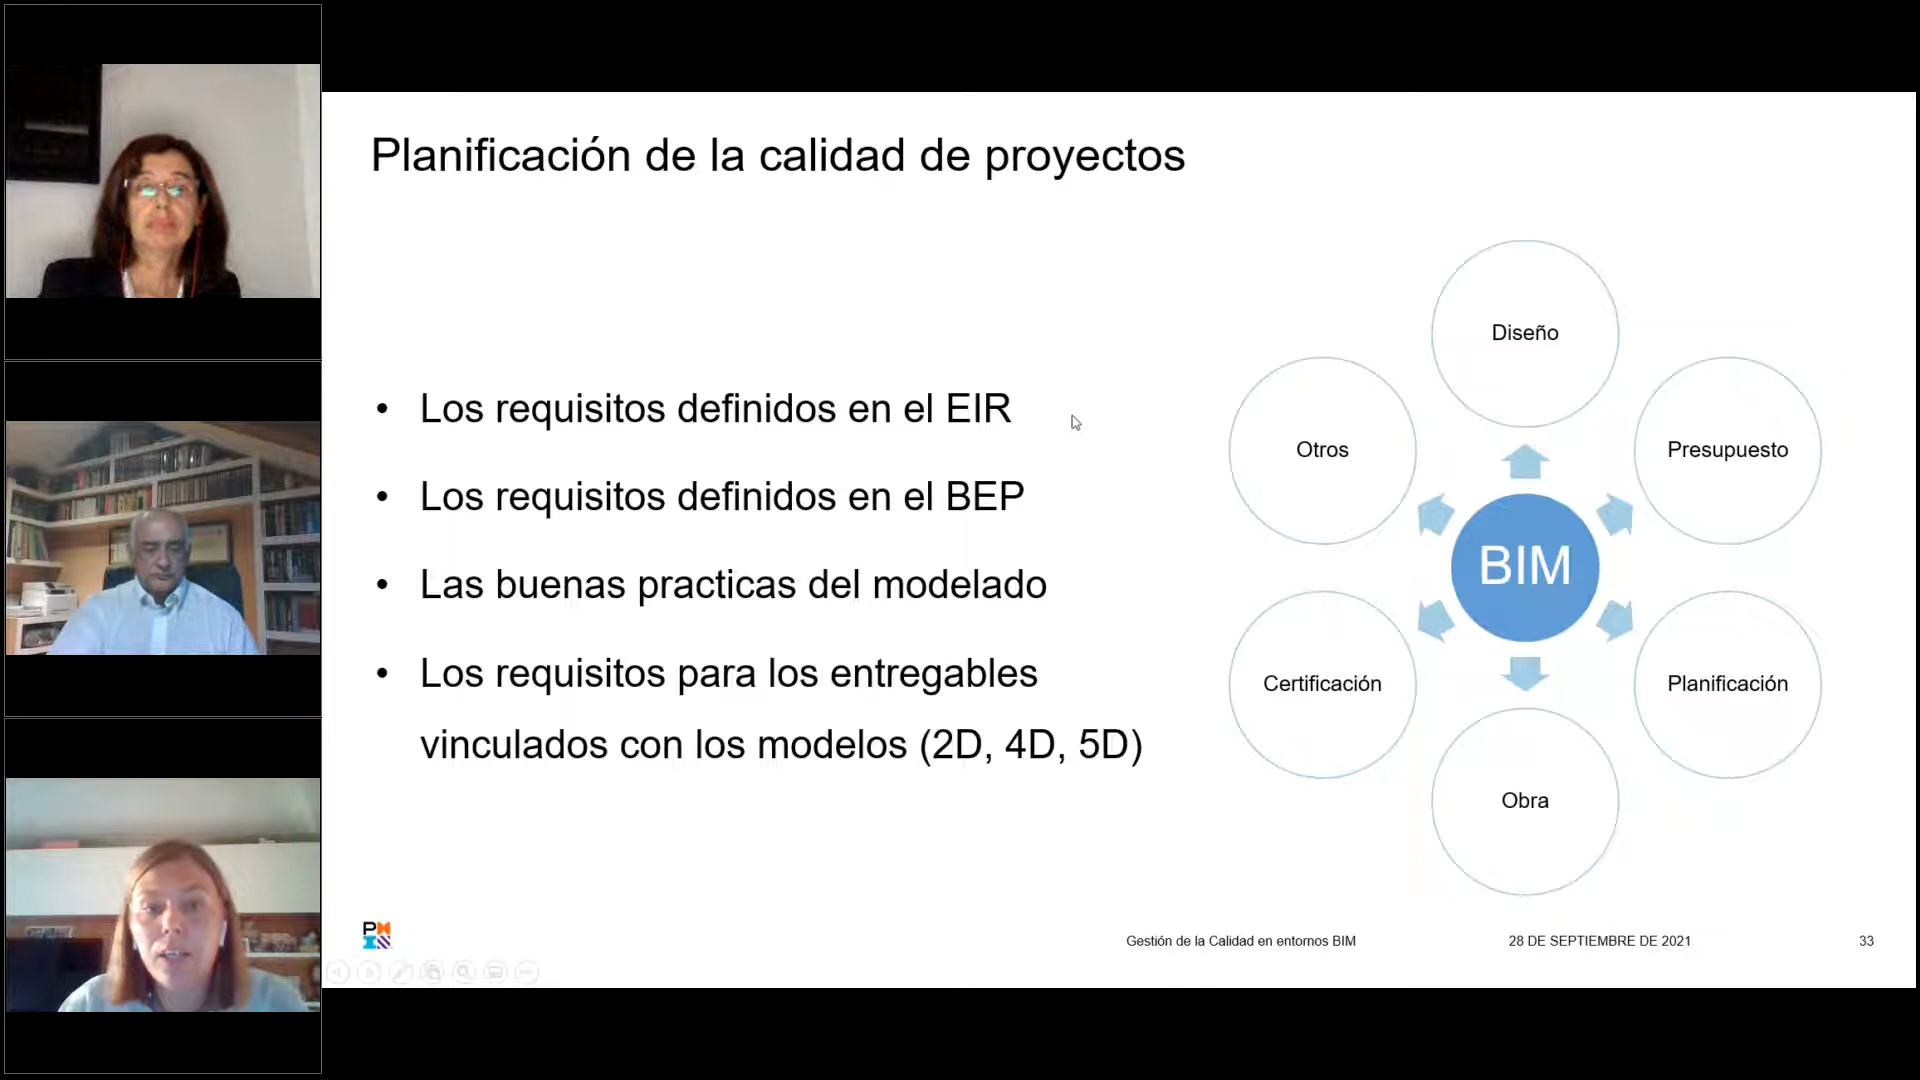 Planificación de la calidad de proyectos
• Los requisitos definidos en el EIR
• Los requisitos definidos en el BEP
• Las buenas practicas del modelado
• Los requisitos para los entregables
vinculados con los modelos (2D, 4D, 5D)
Diseño
Otros
Presupuesto
BIM
Certificación
Planificación
Obra
Gestión de la Calidad en entornos BIM
28 DE SEPTIEMBRE DE 2021
33